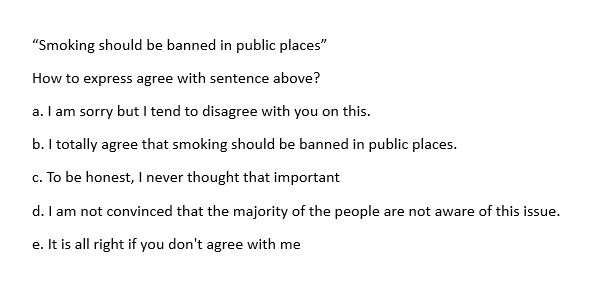 “Smoking should be banned in public places”
How to express agree with sentence above?
a. I am sorry but I tend to disagree with you on this.
b. I totally agree that smoking should be banned in public places.
c. To be honest, I never thought that important
d. I am not convinced that the majority of the people are not aware of this issue.
e. It is all right if you don't agree with me